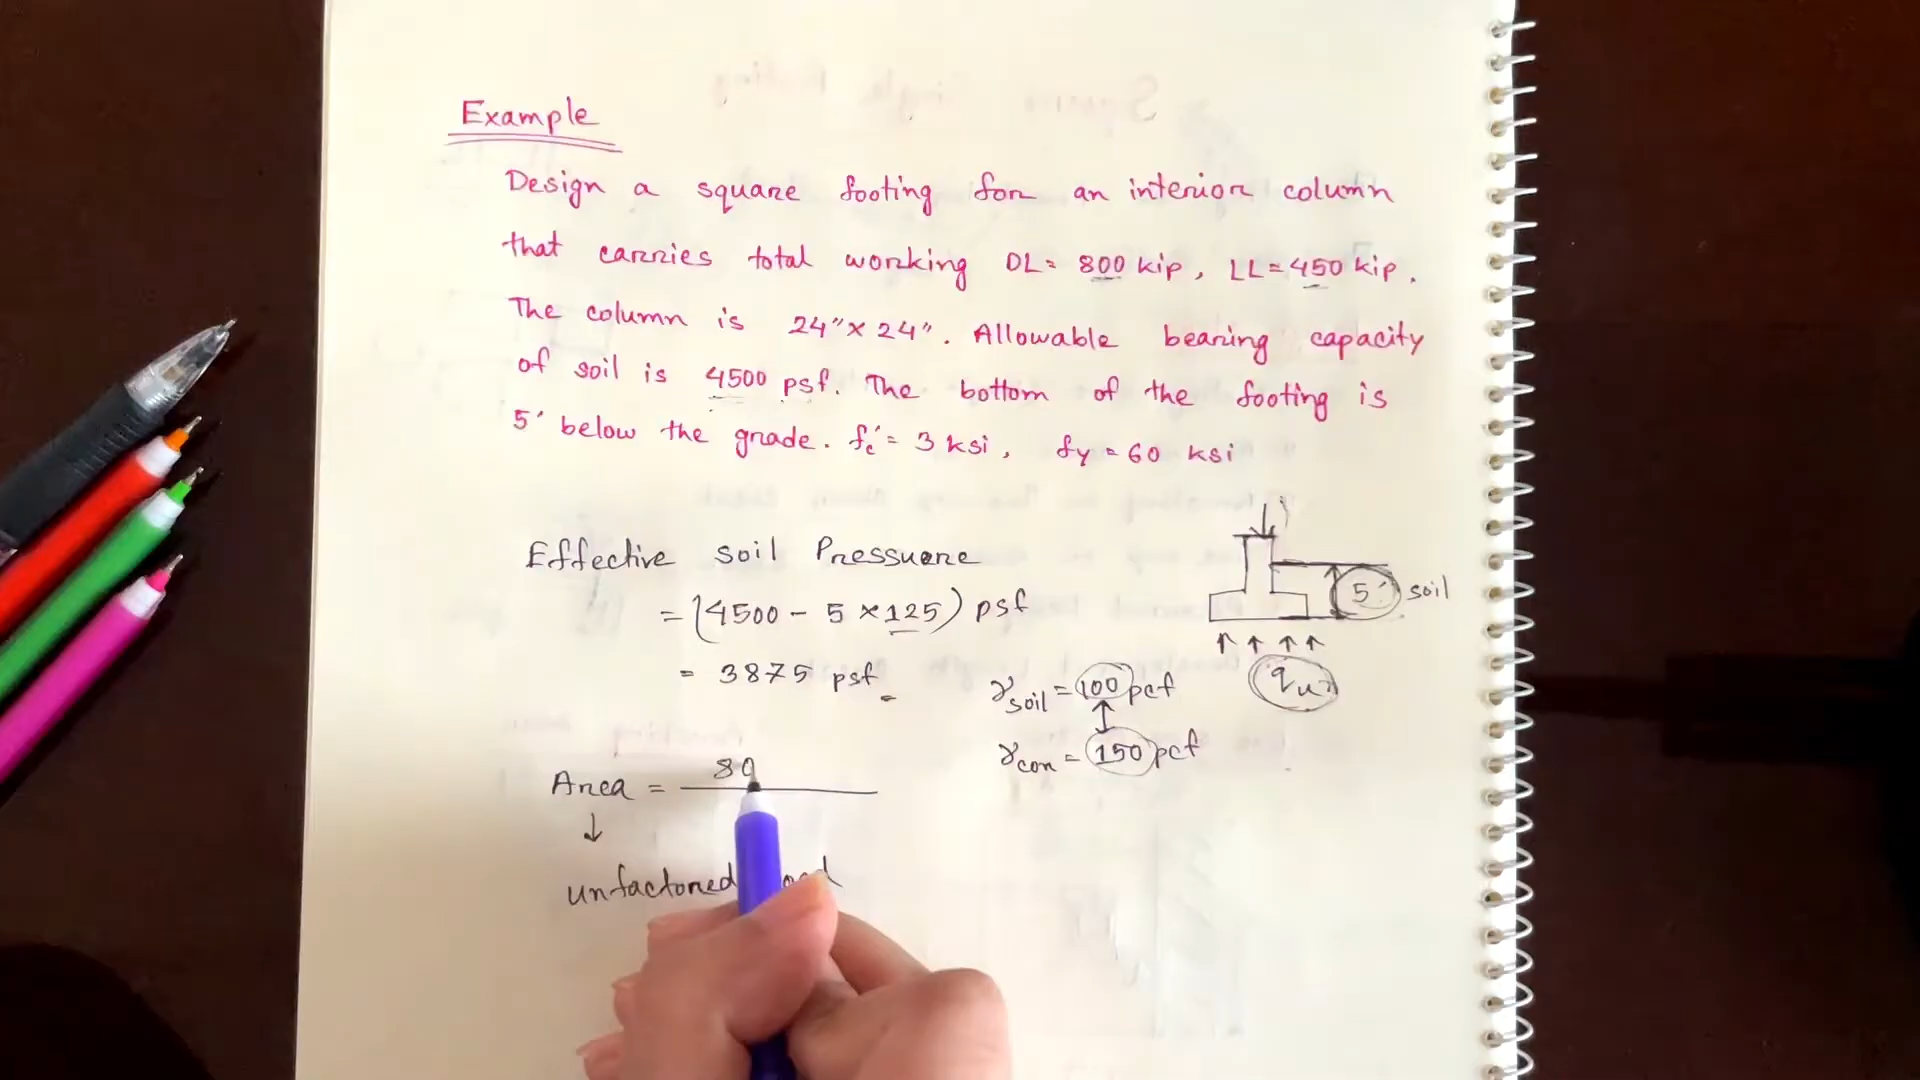 Example
Design a square footing for an interior column
that carries total working DL= 800 kip, LL=450 kip.
The column is 24"x 24". Allowable bearing capacity
of soil is 4500 psf. The bottom of the footing is
5' below the grade. fc'= 3 ksi, fy = 60 ksi
Effective soil Pressure
= (4500 - 5 ×125) psf
= 3875 psf
5' soil
γsoil = 100 pcf
γcon = 150 pcf
Area = 80
↓
unfactored